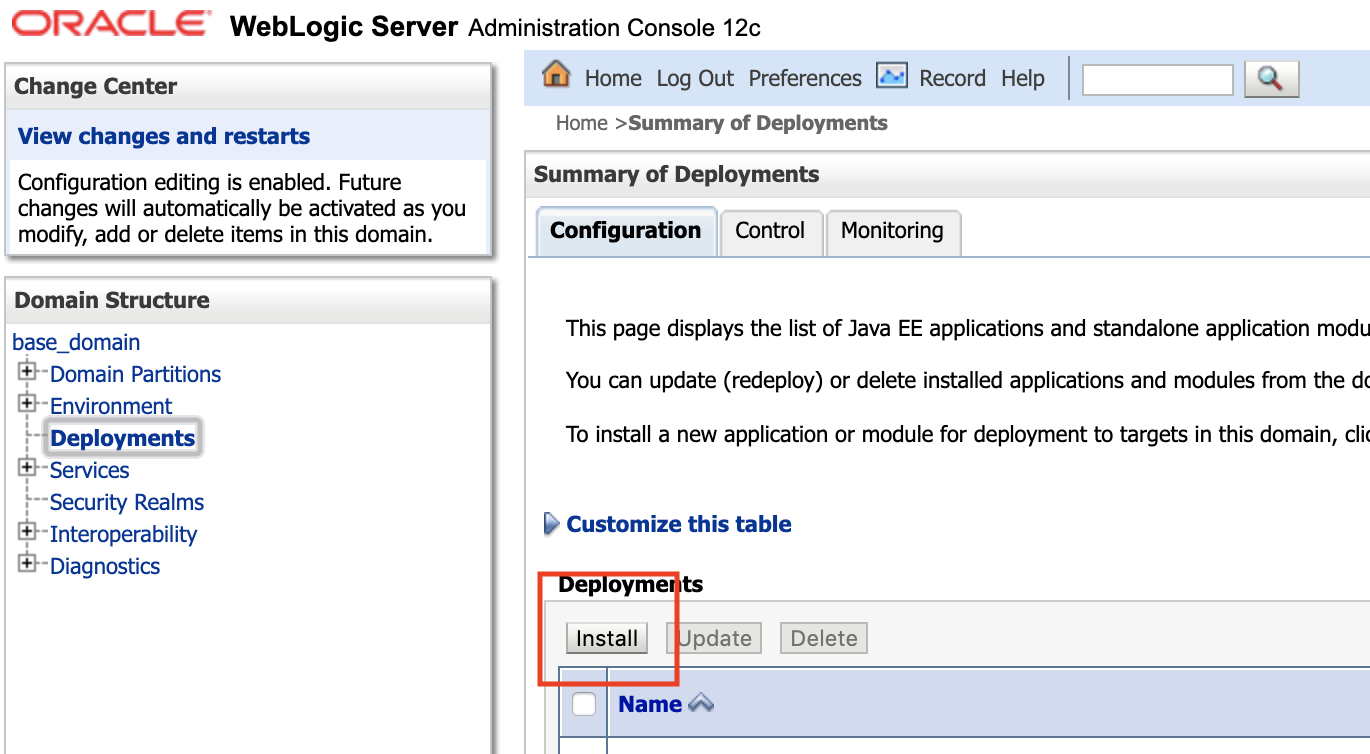 ORACLE WebLogic Server Administration Console 12c
Change Center
View changes and restarts
Configuration editing is enabled. Future
changes will automatically be activated as you
modify, add or delete items in this domain.
Domain Structure
base_domain
Domain Partitions
Environment
Deployments
Services
Security Realms
Interoperability
Diagnostics
Home Log Out Preferences Record Help
Home >Summary of Deployments
Summary of Deployments
Configuration Control Monitoring
This page displays the list of Java EE applications and standalone application modu
You can update (redeploy) or delete installed applications and modules from the do
To install a new application or module for deployment to targets in this domain, clic
Customize this table
Deployments
Install Update Delete
Name